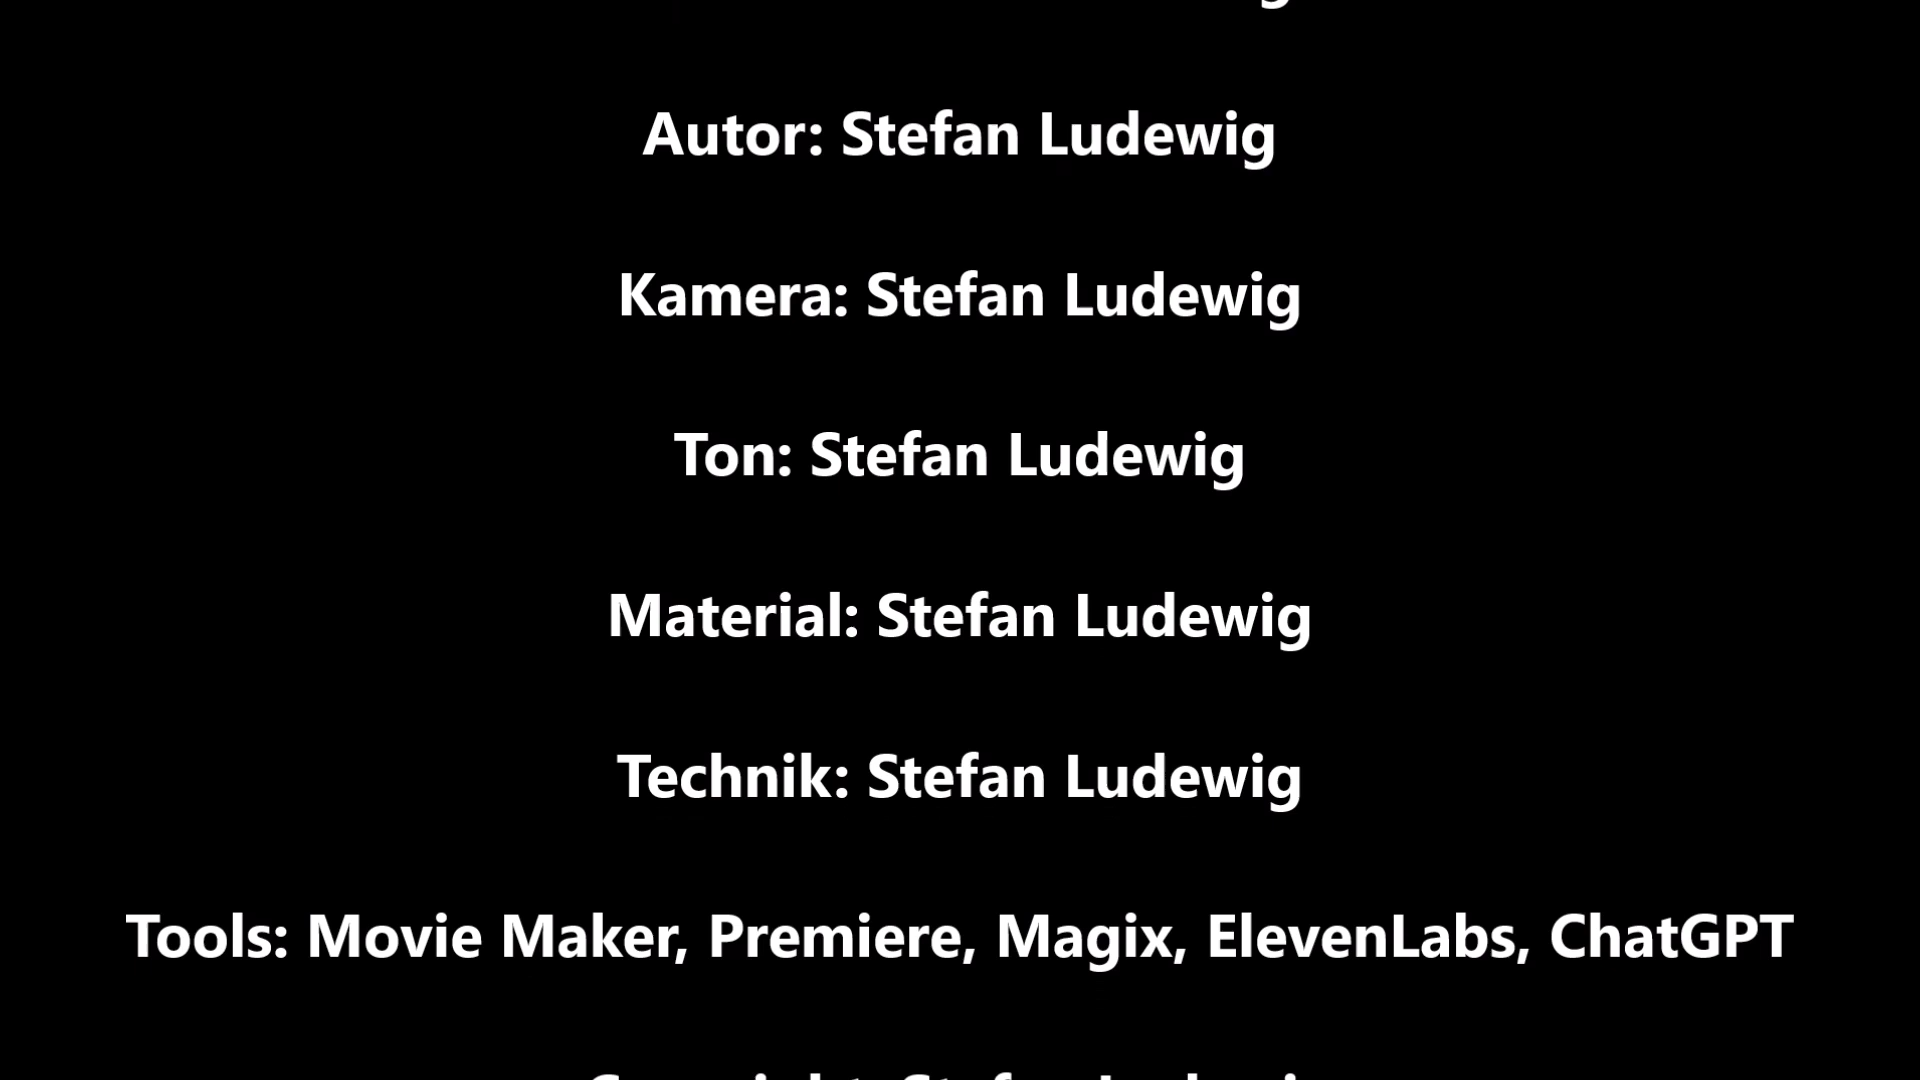 Autor: Stefan Ludewig
Kamera: Stefan Ludewig
Ton: Stefan Ludewig
Material: Stefan Ludewig
Technik: Stefan Ludewig
Tools: Movie Maker, Premiere, Magix, ElevenLabs, ChatGPT